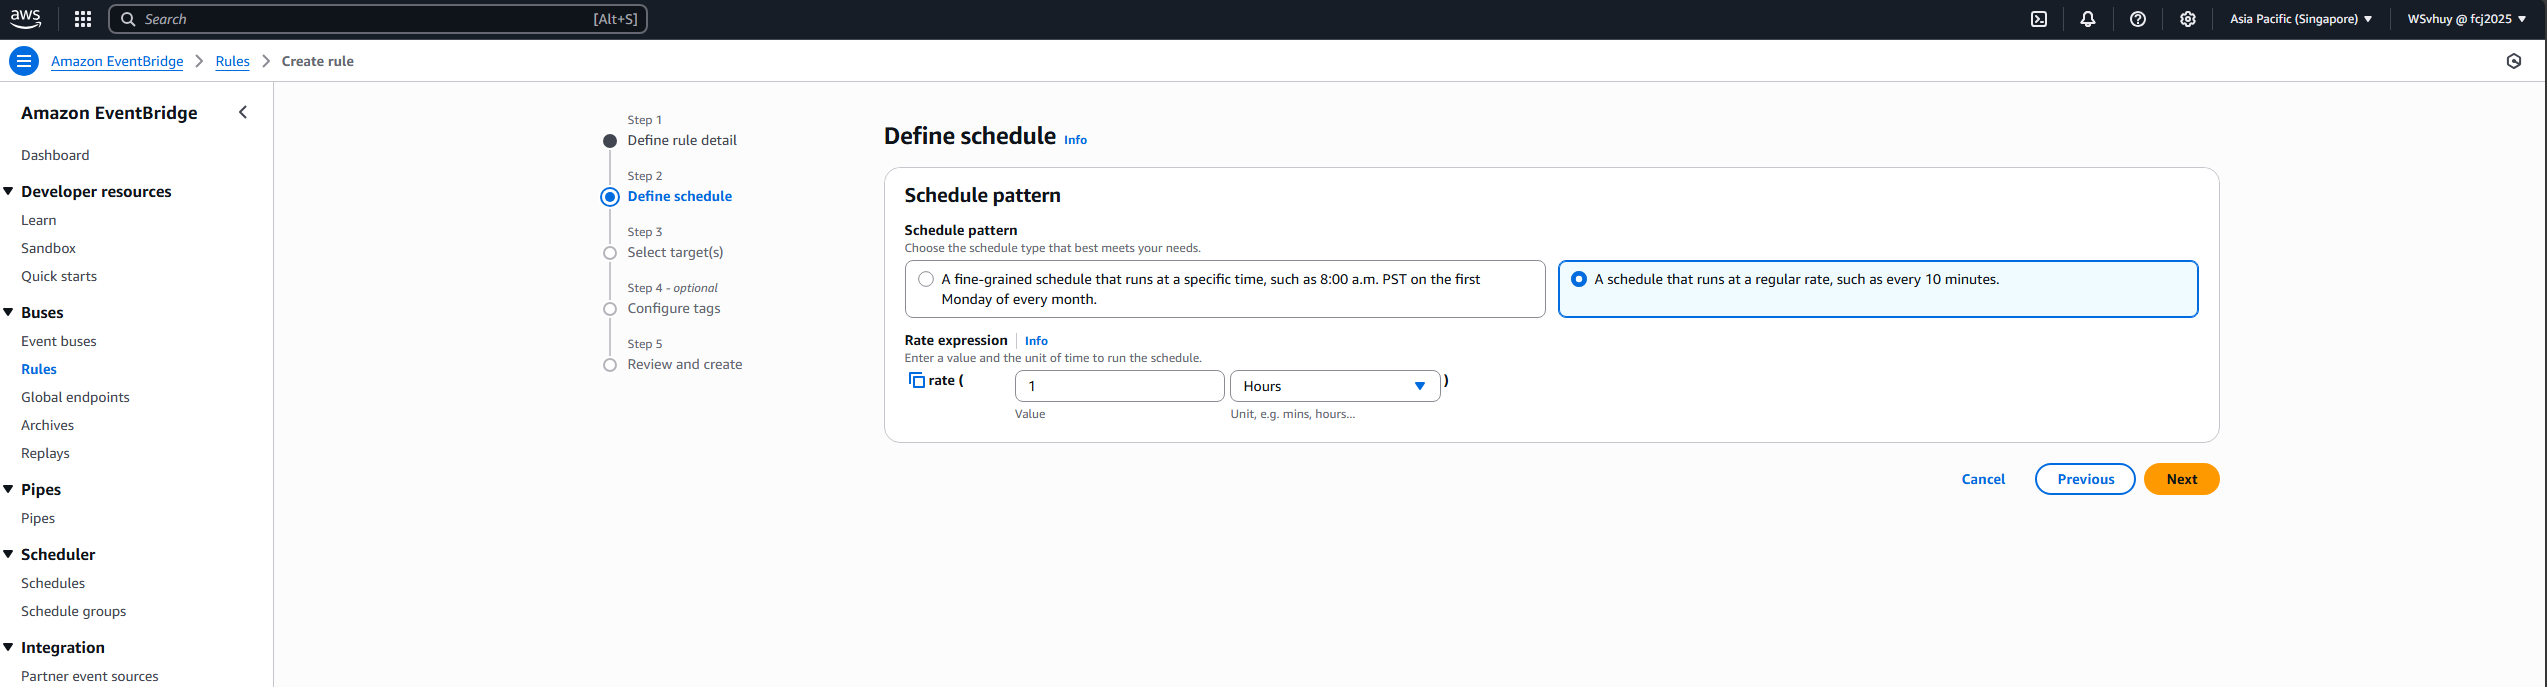 aws
Search
[Alt+S]
Asia Pacific (Singapore)
WSvhuy @ fcj2025
Amazon EventBridge
Rules
Create rule
Amazon EventBridge
Dashboard
Developer resources
Learn
Sandbox
Quick starts
Buses
Event buses
Rules
Global endpoints
Archives
Replays
Pipes
Pipes
Scheduler
Schedules
Schedule groups
Integration
Partner event sources
Step 1
Define rule detail
Step 2
Define schedule
Step 3
Select target(s)
Step 4 - optional
Configure tags
Step 5
Review and create
Define schedule Info
Schedule pattern
Schedule pattern
Choose the schedule type that best meets your needs.
A fine-grained schedule that runs at a specific time, such as 8:00 a.m. PST on the first
Monday of every month.
A schedule that runs at a regular rate, such as every 10 minutes.
Rate expression Info
Enter a value and the unit of time to run the schedule.
rate ( 1 Hours )
Value
Unit, e.g. mins, hours...
Cancel
Previous
Next